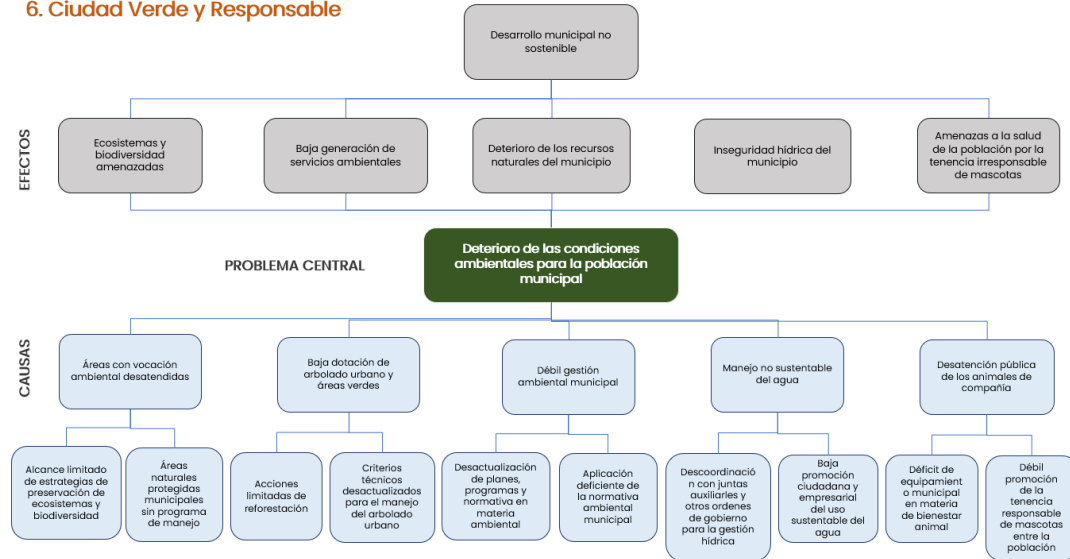 6. Ciudad Verde y Responsable
Desarrollo municipal no
sostenible
EFECTOS
Ecosistemas y
biodiversidad
amenazadas
Baja generación de
servicios ambientales
Deterioro de los recursos
naturales del municipio
Inseguridad hídrica del
municipio
Amenazas a la salud
de la población por la
tenencia irresponsable
de mascotas
PROBLEMA CENTRAL
Deterioro de las condiciones
ambientales para la población
municipal
CAUSAS
Áreas con vocación
ambiental desatendidas
Baja dotación de
arbolado urbano y
áreas verdes
Débil gestión
ambiental municipal
Manejo no sustentable
del agua
Desatención pública
de los animales de
compañía
Alcance limitado
de estrategias de
preservación de
ecosistemas y
biodiversidad
Áreas
naturales
protegidas
municipales
sin programa
de manejo
Acciones
limitadas de
reforestación
Criterios
técnicos
desactualizados
para el manejo
del arbolado
urbano
Desactualización
de planes,
programas y
normativa en
materia
ambiental
Aplicación
deficiente de
la normativa
ambiental
municipal
Descoordinació
n con juntas
auxiliarles y
otros ordenes
de gobierno
para la gestión
hídrica
Baja
promoción
ciudadana y
empresarial
del uso
sustentable del
agua
Déficit de
equipamient
o municipal
en materia
de bienestar
animal
Débil
promoción
de la
tenencia
responsable
de mascotas
entre la
población